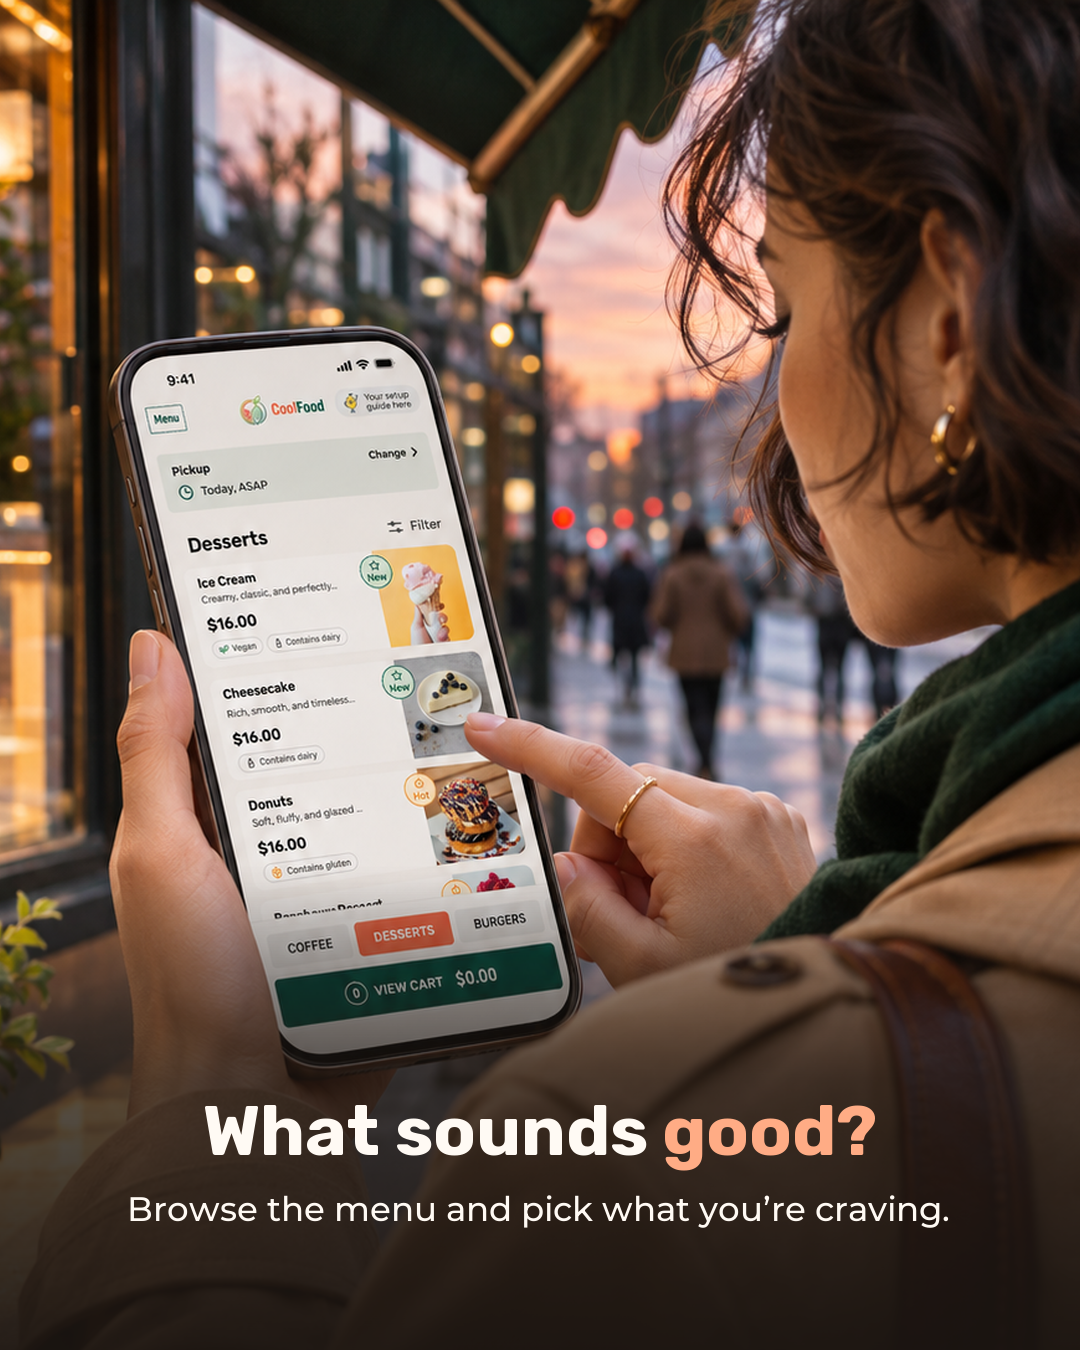 9:41
Menu
CoolFood
Your setup
guide here
Pickup
Change
Today, ASAP
Desserts
Filter
Ice Cream
Creamy, classic, and perfectly...
$16.00
Vegan
Contains dairy
New
Cheesecake
Rich, smooth, and timeless...
$16.00
Contains dairy
New
Donuts
Soft, fluffy, and glazed ...
$16.00
Contains gluten
Hot
COFFEE
DESSERTS
BURGERS
0 VIEW CART $0.00
What sounds good?
Browse the menu and pick what you’re craving.